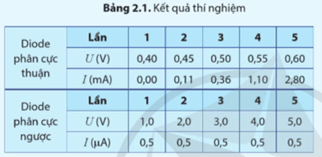 Bảng 2.1. Kết quả thí nghiệm
Diode phân cực thuận
Lần 1 2 3 4 5
U (V) 0,40 0,45 0,50 0,55 0,60
I (mA) 0,00 0,11 0,36 1,10 2,80
Diode phân cực ngược
Lần 1 2 3 4 5
U (V) 1,0 2,0 3,0 4,0 5,0
I (μA) 0,5 0,5 0,5 0,5 0,5